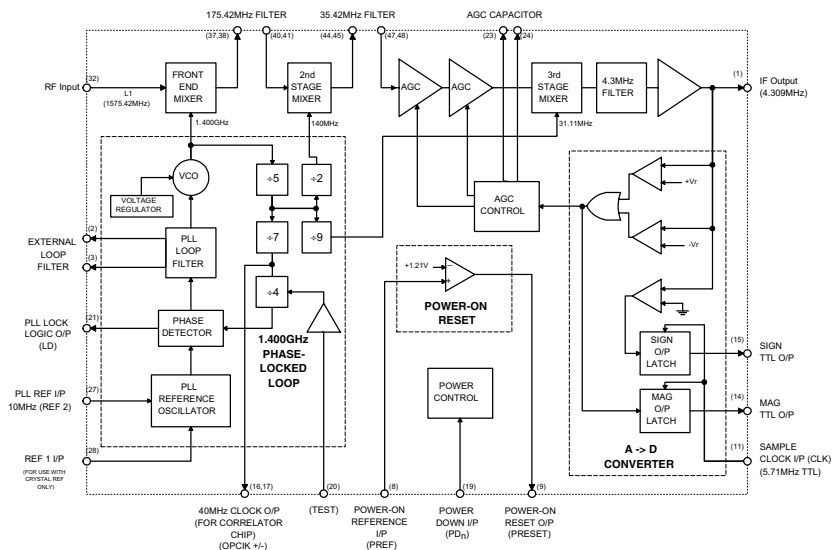 175.42MHz FILTER
35.42MHz FILTER
AGC CAPACITOR
(37,38)
(40,41)
(44,45)
(47,48)
(23)
(24)
RF Input
(32)
L1
(1575.42MHz)
FRONT
END
MIXER
2nd
STAGE
MIXER
AGC
AGC
3rd
STAGE
MIXER
4.3MHz
FILTER
(1)
IF Output
(4.309MHz)
1.400GHz
140MHz
31.11MHz
VCO
VOLTAGE
REGULATOR
÷5
÷2
÷7
÷9
÷4
AGC
CONTROL
+Vr
-Vr
(2)
EXTERNAL
LOOP
FILTER
(3)
PLL
LOOP
FILTER
+1.21V
−
+
POWER-ON
RESET
(21)
PLL LOCK
LOGIC O/P
(LD)
PHASE
DETECTOR
1.400GHz
PHASE-
LOCKED
LOOP
SIGN
O/P
LATCH
(15)
SIGN
TTL O/P
(27)
PLL REF I/P
10MHz (REF 2)
PLL
REFERENCE
OSCILLATOR
POWER
CONTROL
MAG
O/P
LATCH
(14)
MAG
TTL O/P
(28)
REF 1 I/P
(FOR USE WITH
CRYSTAL REF
ONLY)
A -> D
CONVERTER
(11)
SAMPLE
CLOCK I/P (CLK)
(5.71MHz TTL)
(16,17)
(20)
(8)
(19)
(9)
40MHz CLOCK O/P
(FOR CORRELATOR
CHIP)
(OPCIK +/-)
(TEST)
POWER-ON
REFERENCE
I/P
(PREF)
POWER
DOWN I/P
(PDn)
POWER-ON
RESET O/P
(PRESET)